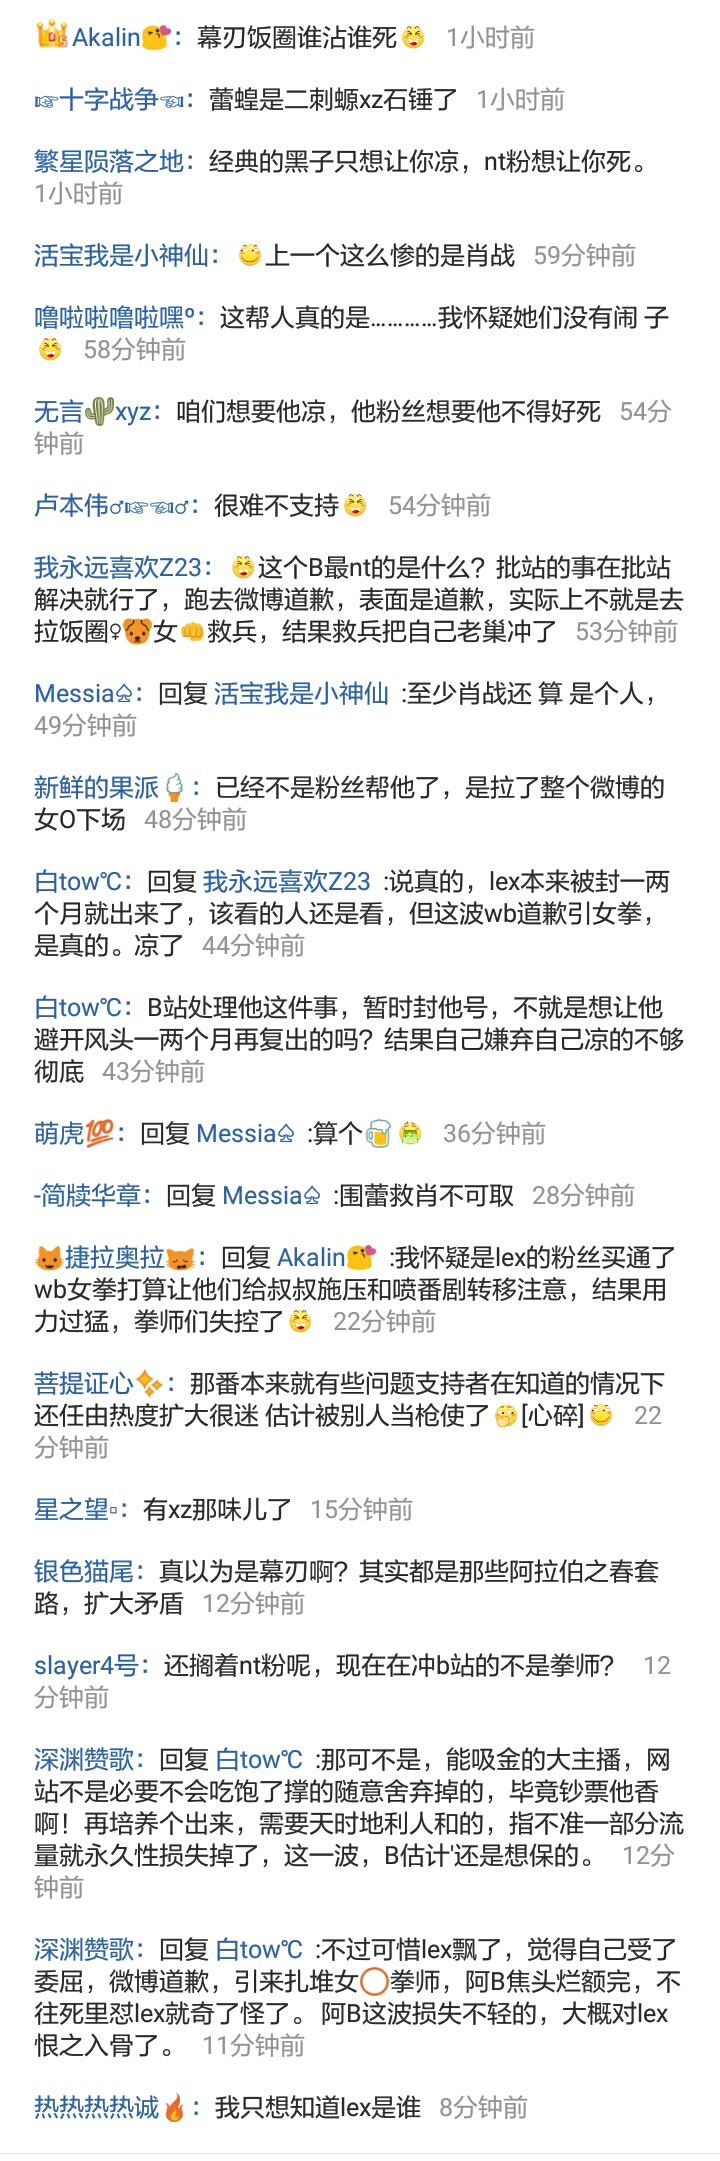 Akalin：幕刃饭圈谁沾谁死 1小时前
☞十字战争☜：蕾蝗是二刺螈xz石锤了 1小时前
繁星陨落之地：经典的黑子只想让你凉，nt粉想让你死。
1小时前
活宝我是小神仙：上一个这么惨的是肖战 59分钟前
噜啦啦噜啦嘿º：这帮人真的是…………我怀疑她们没有闹 子
58分钟前
无言🌵xyz：咱们想要他凉，他粉丝想要他不得好死 54分
钟前
卢本伟♂☞☜♂：很难不支持 54分钟前
我永远喜欢Z23：这个B最nt的是什么？批站的事在批站
解决就行了，跑去微博道歉，表面是道歉，实际上不就是去
拉饭圈♀🐶女👊救兵，结果救兵把自己老巢冲了 53分钟前
Messia♤：回复 活宝我是小神仙 :至少肖战还 算 是个人，
49分钟前
新鲜的果派🍦：已经不是粉丝帮他了，是拉了整个微博的
女O下场 48分钟前
白tow℃：回复 我永远喜欢Z23 :说真的，lex本来被封一两
个月就出来了，该看的人还是看，但这波wb道歉引女拳，
是真的。凉了 44分钟前
白tow℃：B站处理他这件事，暂时封他号，不就是想让他
避开风头一两个月再复出的吗？结果自己嫌弃自己凉的不够
彻底 43分钟前
萌虎💯：回复 Messia♤ :算个🍺 36分钟前
-简牍华章：回复 Messia♤ :围蕾救肖不可取 28分钟前
捷拉奥拉：回复 Akalin :我怀疑是lex的粉丝买通了
wb女拳打算让他们给叔叔施压和喷番剧转移注意，结果用
力过猛，拳师们失控了 22分钟前
菩提证心✨：那番本来就有些问题支持者在知道的情况下
还任由热度扩大很迷 估计被别人当枪使了[心碎] 22
分钟前
星之望▫：有xz那味儿了 15分钟前
银色猫尾：真以为是幕刃啊？其实都是那些阿拉伯之春套
路，扩大矛盾 12分钟前
slayer4号：还搁着nt粉呢，现在在冲b站的不是拳师？ 12
分钟前
深渊赞歌：回复 白tow℃ :那可不是，能吸金的大主播，网
站不是必要不会吃饱了撑的随意舍弃掉的，毕竟钞票他香
啊！再培养个出来，需要天时地利人和的，指不准一部分流
量就永久性损失掉了，这一波，B估计'还是想保的。 12分
钟前
深渊赞歌：回复 白tow℃ :不过可惜lex飘了，觉得自己受了
委屈，微博道歉，引来扎堆女⭕拳师，阿B焦头烂额完，不
往死里怼lex就奇了怪了。 阿B这波损失不轻的，大概对lex
恨之入骨了。 11分钟前
热热热热诚🔥：我只想知道lex是谁 8分钟前